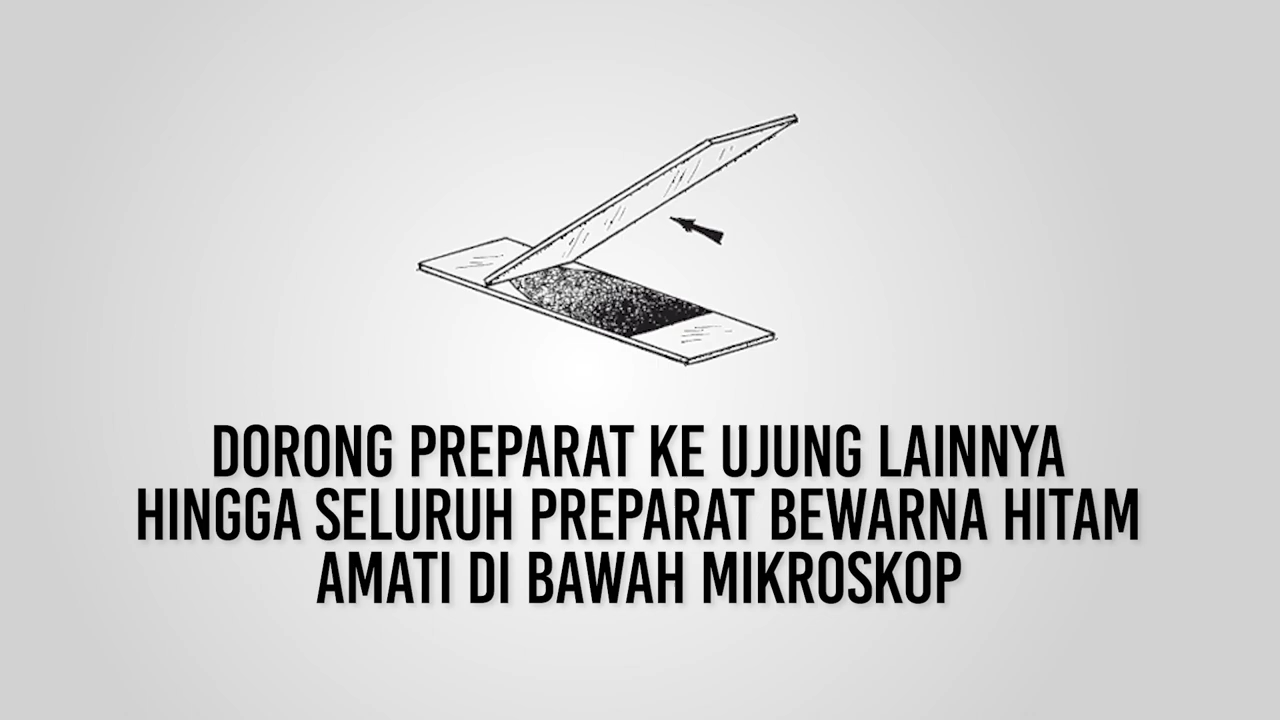 DORONG PREPARAT KE UJUNG LAINNYA
HINGGA SELURUH PREPARAT BEWARNA HITAM
AMATI DI BAWAH MIKROSKOP